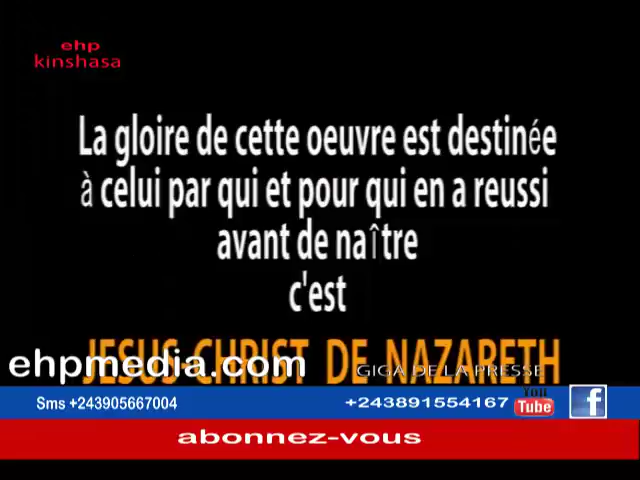 ehp
kinshasa
La gloire de cette oeuvre est destinée
à celui par qui et pour qui en a reussi
avant de naître
c'est
JESUS-CHRIST DE NAZARETH
ehpmedia.com
GIGA DE LA PRESSE
Sms +243905667004
+243891554167
You
Tube
f
abonnez-vous